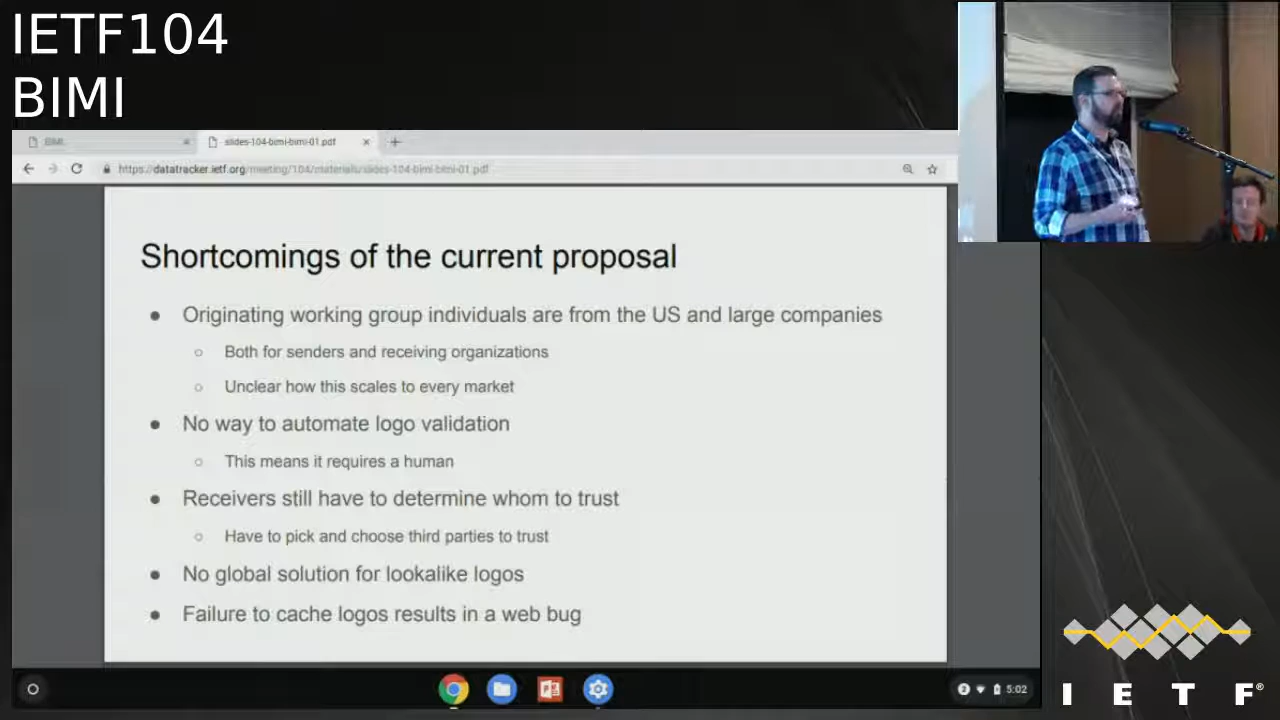 IETF104
BIMI
BIMI
slides-104-bimi-bimi-01.pdf
https://datatracker.ietf.org/meeting/104/materials/slides-104-bimi-bimi-01.pdf
Shortcomings of the current proposal
Originating working group individuals are from the US and large companies
Both for senders and receiving organizations
Unclear how this scales to every market
No way to automate logo validation
This means it requires a human
Receivers still have to determine whom to trust
Have to pick and choose third parties to trust
No global solution for lookalike logos
Failure to cache logos results in a web bug
2
5:02
I E T F®